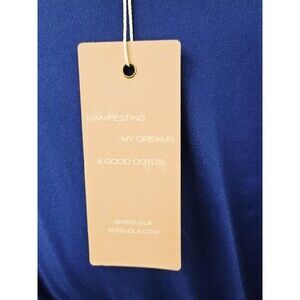 MANIFESTING
MY DREAMS
& GOOD OOTDS
@MISSLOLA
MISSLOLA.COM